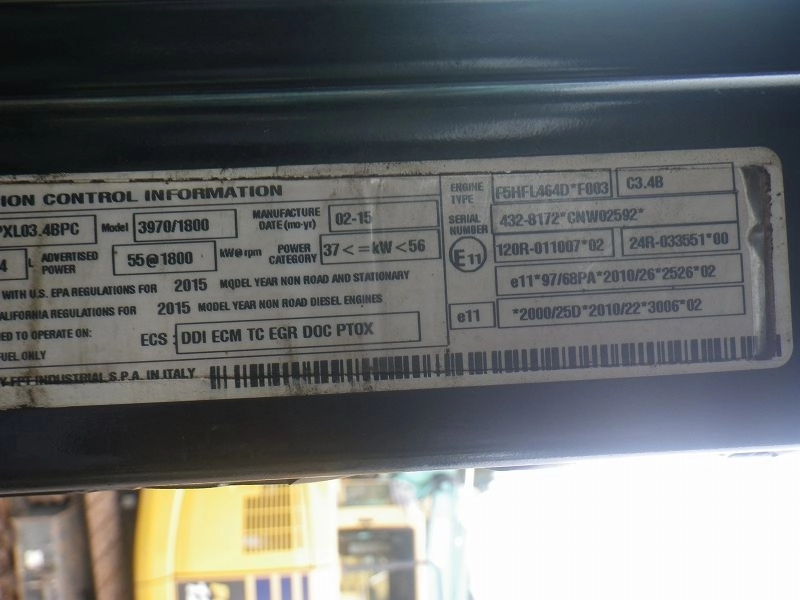 ION CONTROL INFORMATION
PXL03.4BPC Model 3970/1800 MANUFACTURE DATE (mo-yr) 02-15
4 L ADVERTISED POWER 55@1800 kW@rpm POWER CATEGORY 37<=kW<56
WITH U.S. EPA REGULATIONS FOR 2015 MODEL YEAR NON ROAD AND STATIONARY
ALIFORNIA REGULATIONS FOR 2015 MODEL YEAR NON ROAD DIESEL ENGINES
ED TO OPERATE ON: ECS : DDI ECM TC EGR DOC PTOX
FUEL ONLY
Y FPT INDUSTRIAL S.P.A. IN ITALY
ENGINE TYPE F5HFL464D*F003 C3.4B
SERIAL NUMBER 432-8172*CNW02592*
E11 120R-011007*02 24R-033551*00
e11*97/68PA*2010/26*2526*02
e11 *2000/25D*2010/22*3006*02